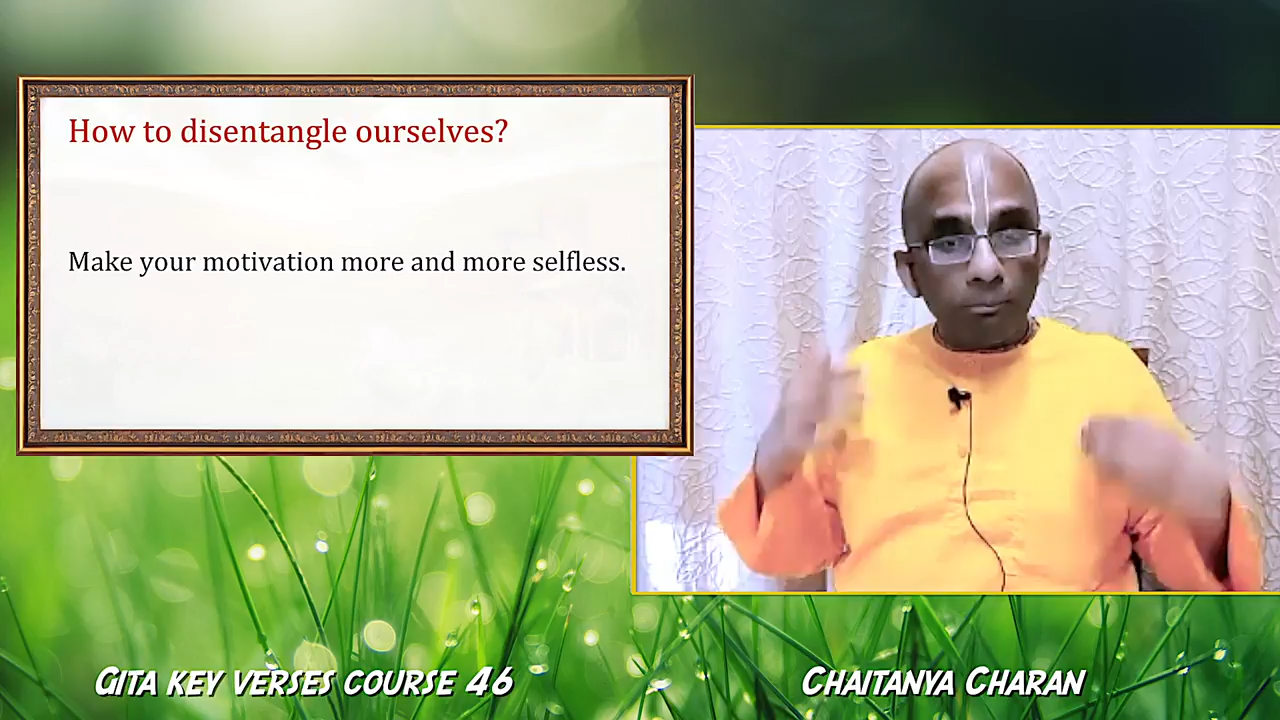 How to disentangle ourselves?
Make your motivation more and more selfless.
GITA KEY VERSES COURSE 46
CHAITANYA CHARAN